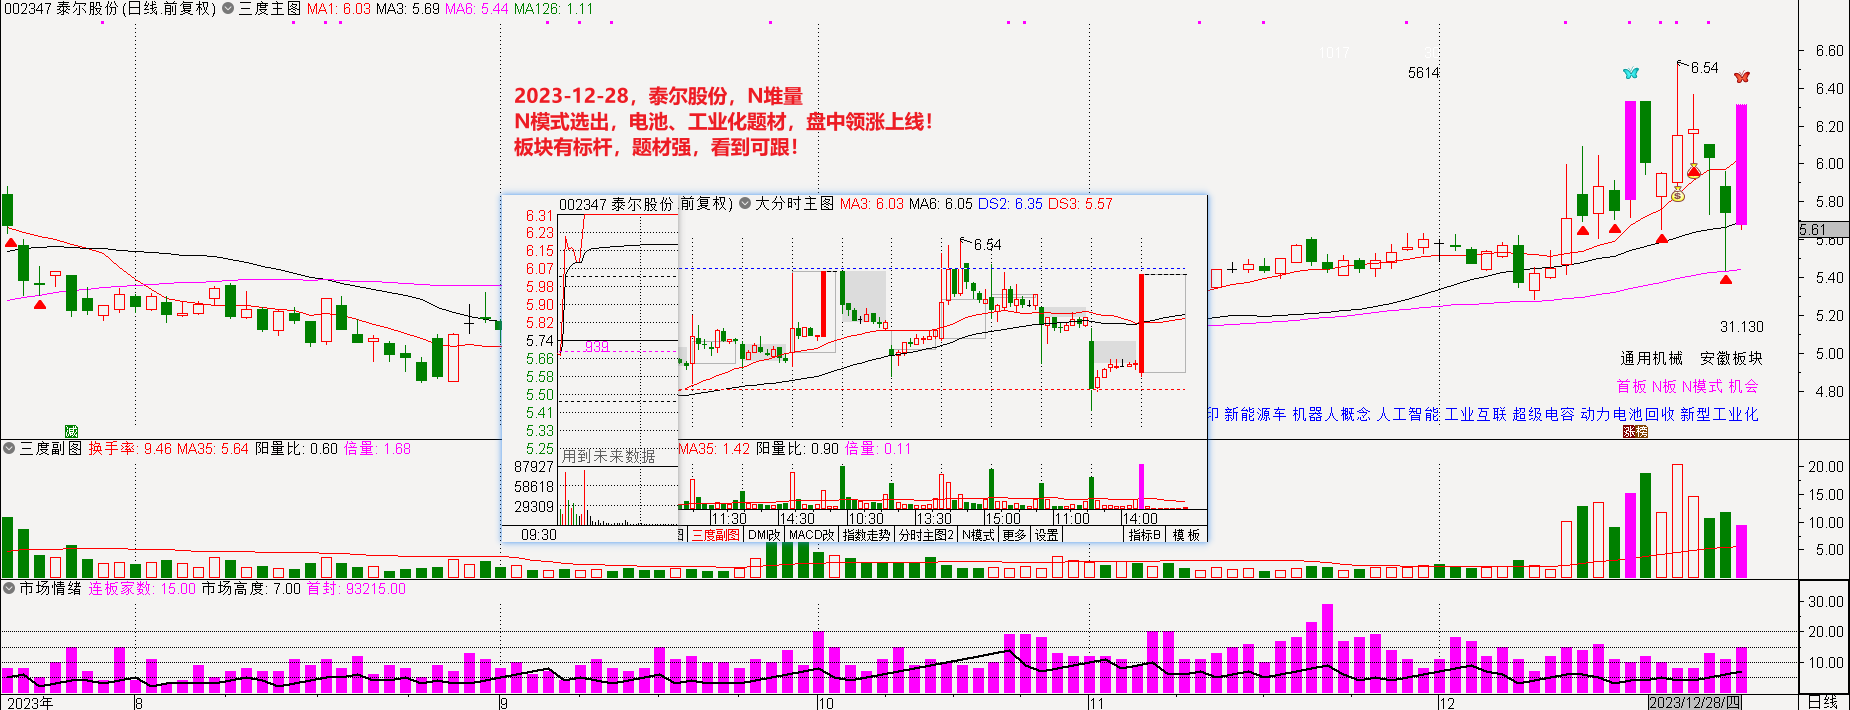 002347 泰尔股份(日线.前复权) 三度主图 MA1: 6.03 MA3: 5.69 MA6: 5.44 MA126: 1.11
1017
5614
6.54
2023-12-28，泰尔股份，N堆量
N模式选出，电池、工业化题材，盘中领涨上线！
板块有标杆，题材强，看到可跟！
6.60
6.40
6.20
6.00
5.80
5.61
5.60
5.40
5.20
5.00
4.80
31.130
通用机械 安徽板块
首板 N板 N模式 机会
印 新能源车 机器人概念 人工智能 工业互联 超级电容 动力电池回收 新型工业化
减
涨榜
002347 泰尔股份
前复权) 大分时主图 MA3: 6.03 MA6: 6.05 DS2: 6.35 DS3: 5.57
6.31
6.23
6.15
6.07
5.98
5.90
5.82
5.74
5.66
5.58
5.50
5.41
5.33
5.25
939
6.54
用到未来数据
MA35: 1.42 阳量比: 0.90 倍量: 0.11
87927
58618
29309
09:30
11:30 14:30 10:30 13:30 15:00 11:00 14:00
三度副图 DMI改 MACD改 指数走势 分时主图2 N模式 更多 设置 指标B 模板
三度副图 换手率: 9.46 MA35: 5.64 阳量比: 0.60 倍量: 1.68
20.00
15.00
10.00
5.00
市场情绪 连板家数: 15.00 市场高度: 7.00 首封: 93215.00
30.00
20.00
10.00
2023年 8 9 10 11 12 2023/12/28/四 日线